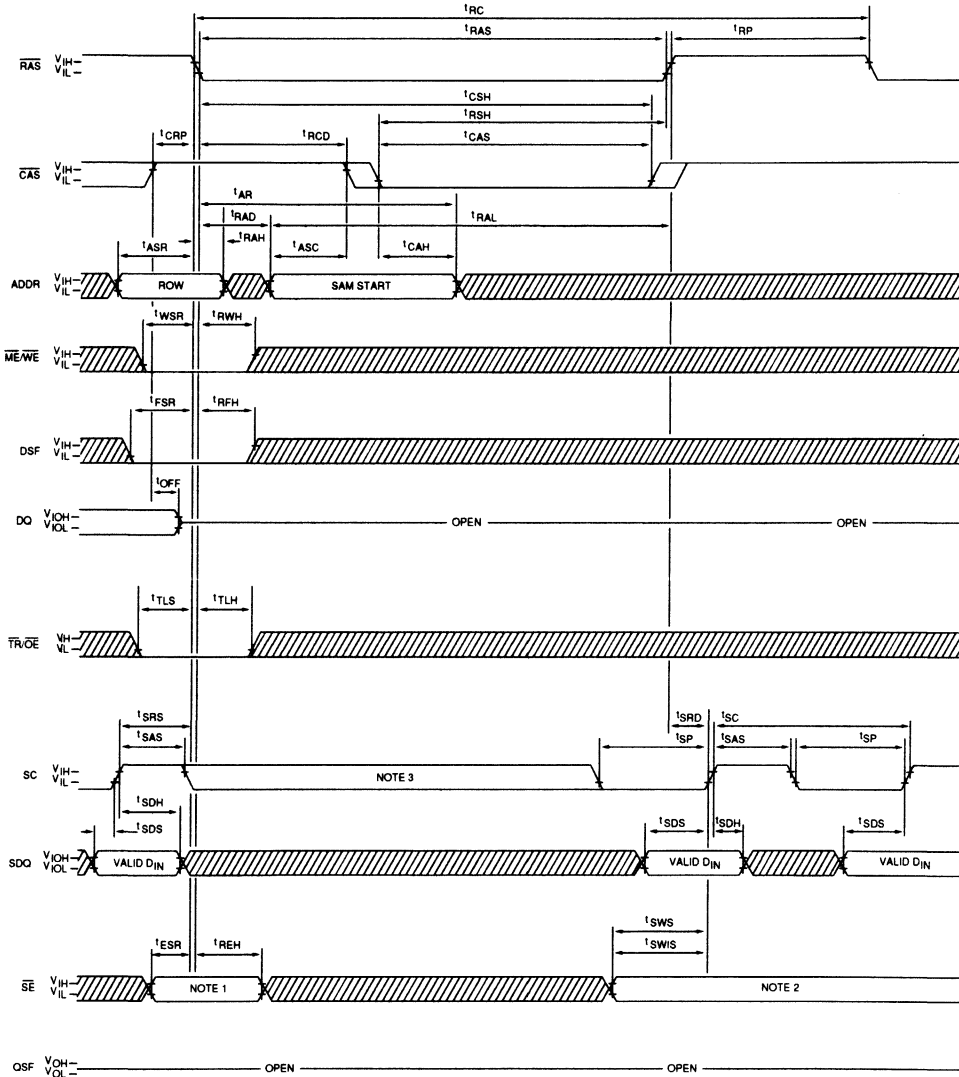 tRC
tRAS
tRP
RAS VIH VIL
tCSH
tRSH
tCRP
tRCD
tCAS
CAS VIH VIL
tAR
tRAD
tRAL
tASR
tRAH
tASC
tCAH
ADDR VIH VIL ROW SAM START
tWSR tRWH
ME/WE VIH VIL
tFSR tRFH
DSF VIH VIL
tOFF
DQ VIOH VIOL OPEN OPEN
tTLS tTLH
TR/OE VIH VIL
tSRS tSRD tSC
tSAS tSP tSAS tSP
SC VIH VIL NOTE 3
tSDH
tSDS tSDS tSDH tSDS
SDQ VIOH VIOL VALID DIN VALID DIN VALID DIN
tSWS
tESR tREH tSWIS
SE VIH VIL NOTE 1 NOTE 2
QSF VOH VOL OPEN OPEN